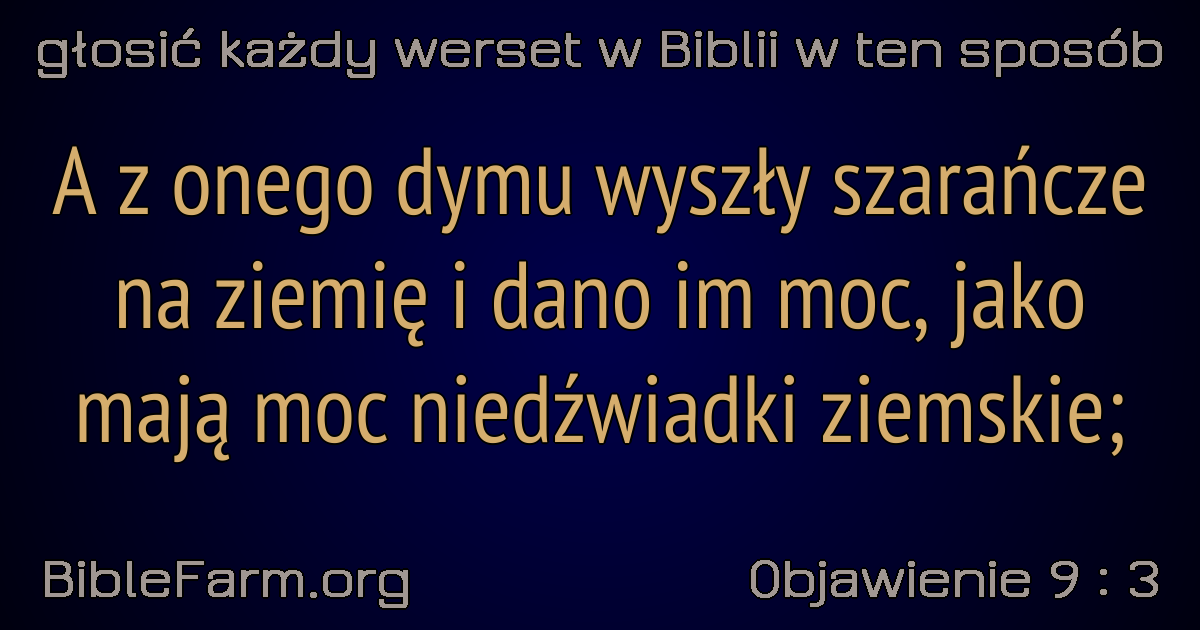 głosić każdy werset w Biblii w ten sposób
A z onego dymu wyszły szarańcze
na ziemię i dano im moc, jako
mają moc niedźwiadki ziemskie;
BibleFarm.org
Objawienie 9 : 3